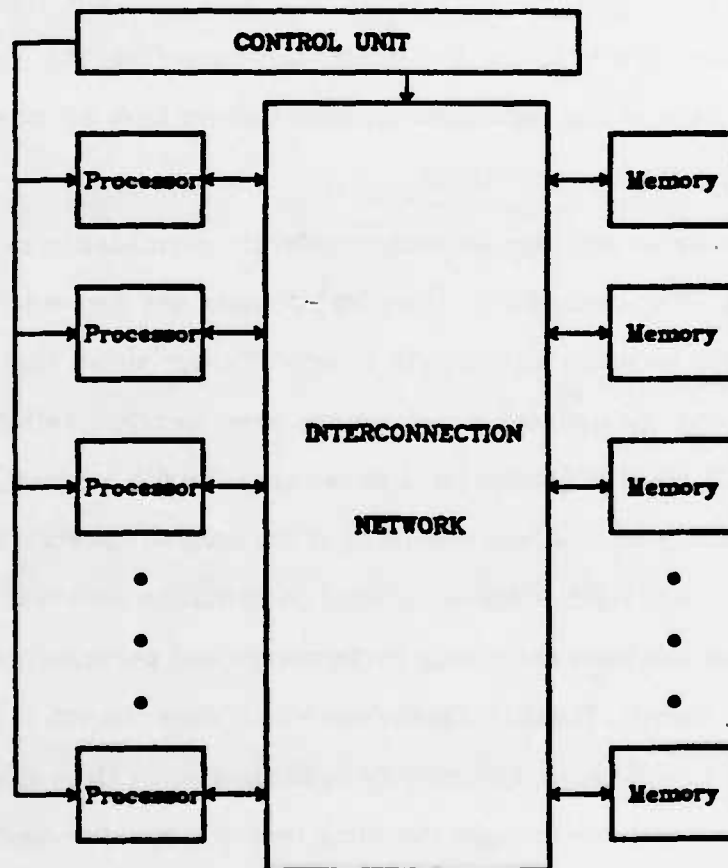 CONTROL UNIT
Processor
Memory
Processor
Memory
INTERCONNECTION
Processor
Memory
NETWORK
Processor
Memory